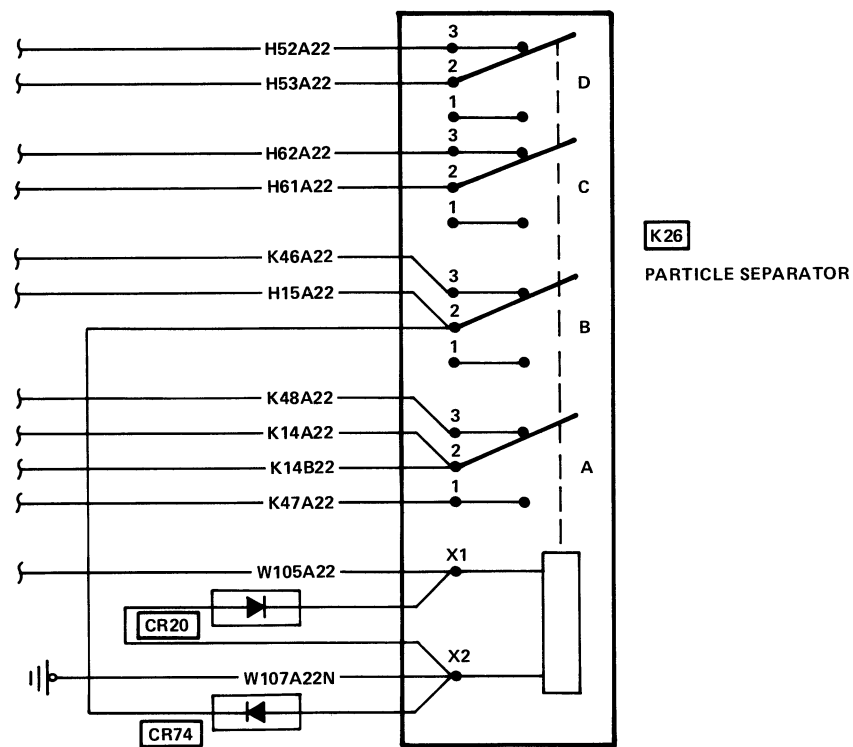 3
H52A22
2
H53A22
D
1
3
H62A22
2
H61A22
C
1
K26
K46A22
3
PARTICLE SEPARATOR
H15A22
2
B
1
K48A22
3
K14A22
2
K14B22
A
1
K47A22
X1
W105A22
CR20
X2
W107A22N
CR74